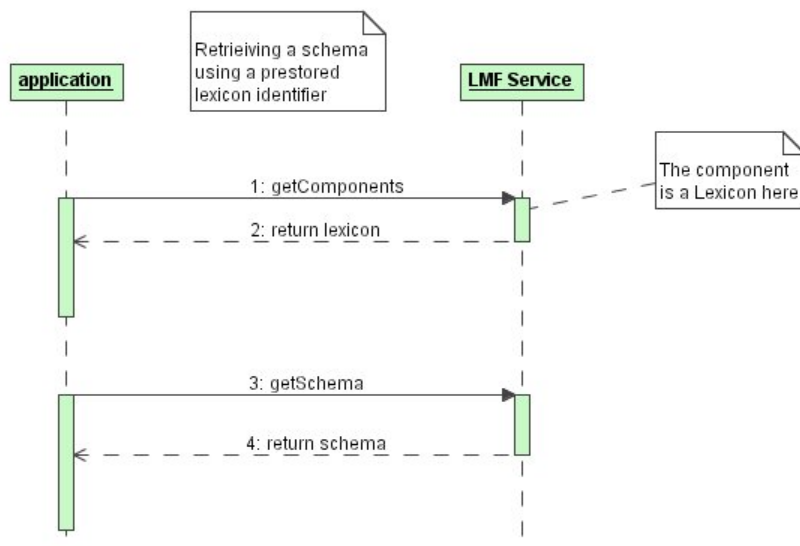 Retrieiving a schema
using a prestored
lexicon identifier
application
LMF Service
The component
is a Lexicon here
1: getComponents
2: return lexicon
3: getSchema
4: return schema